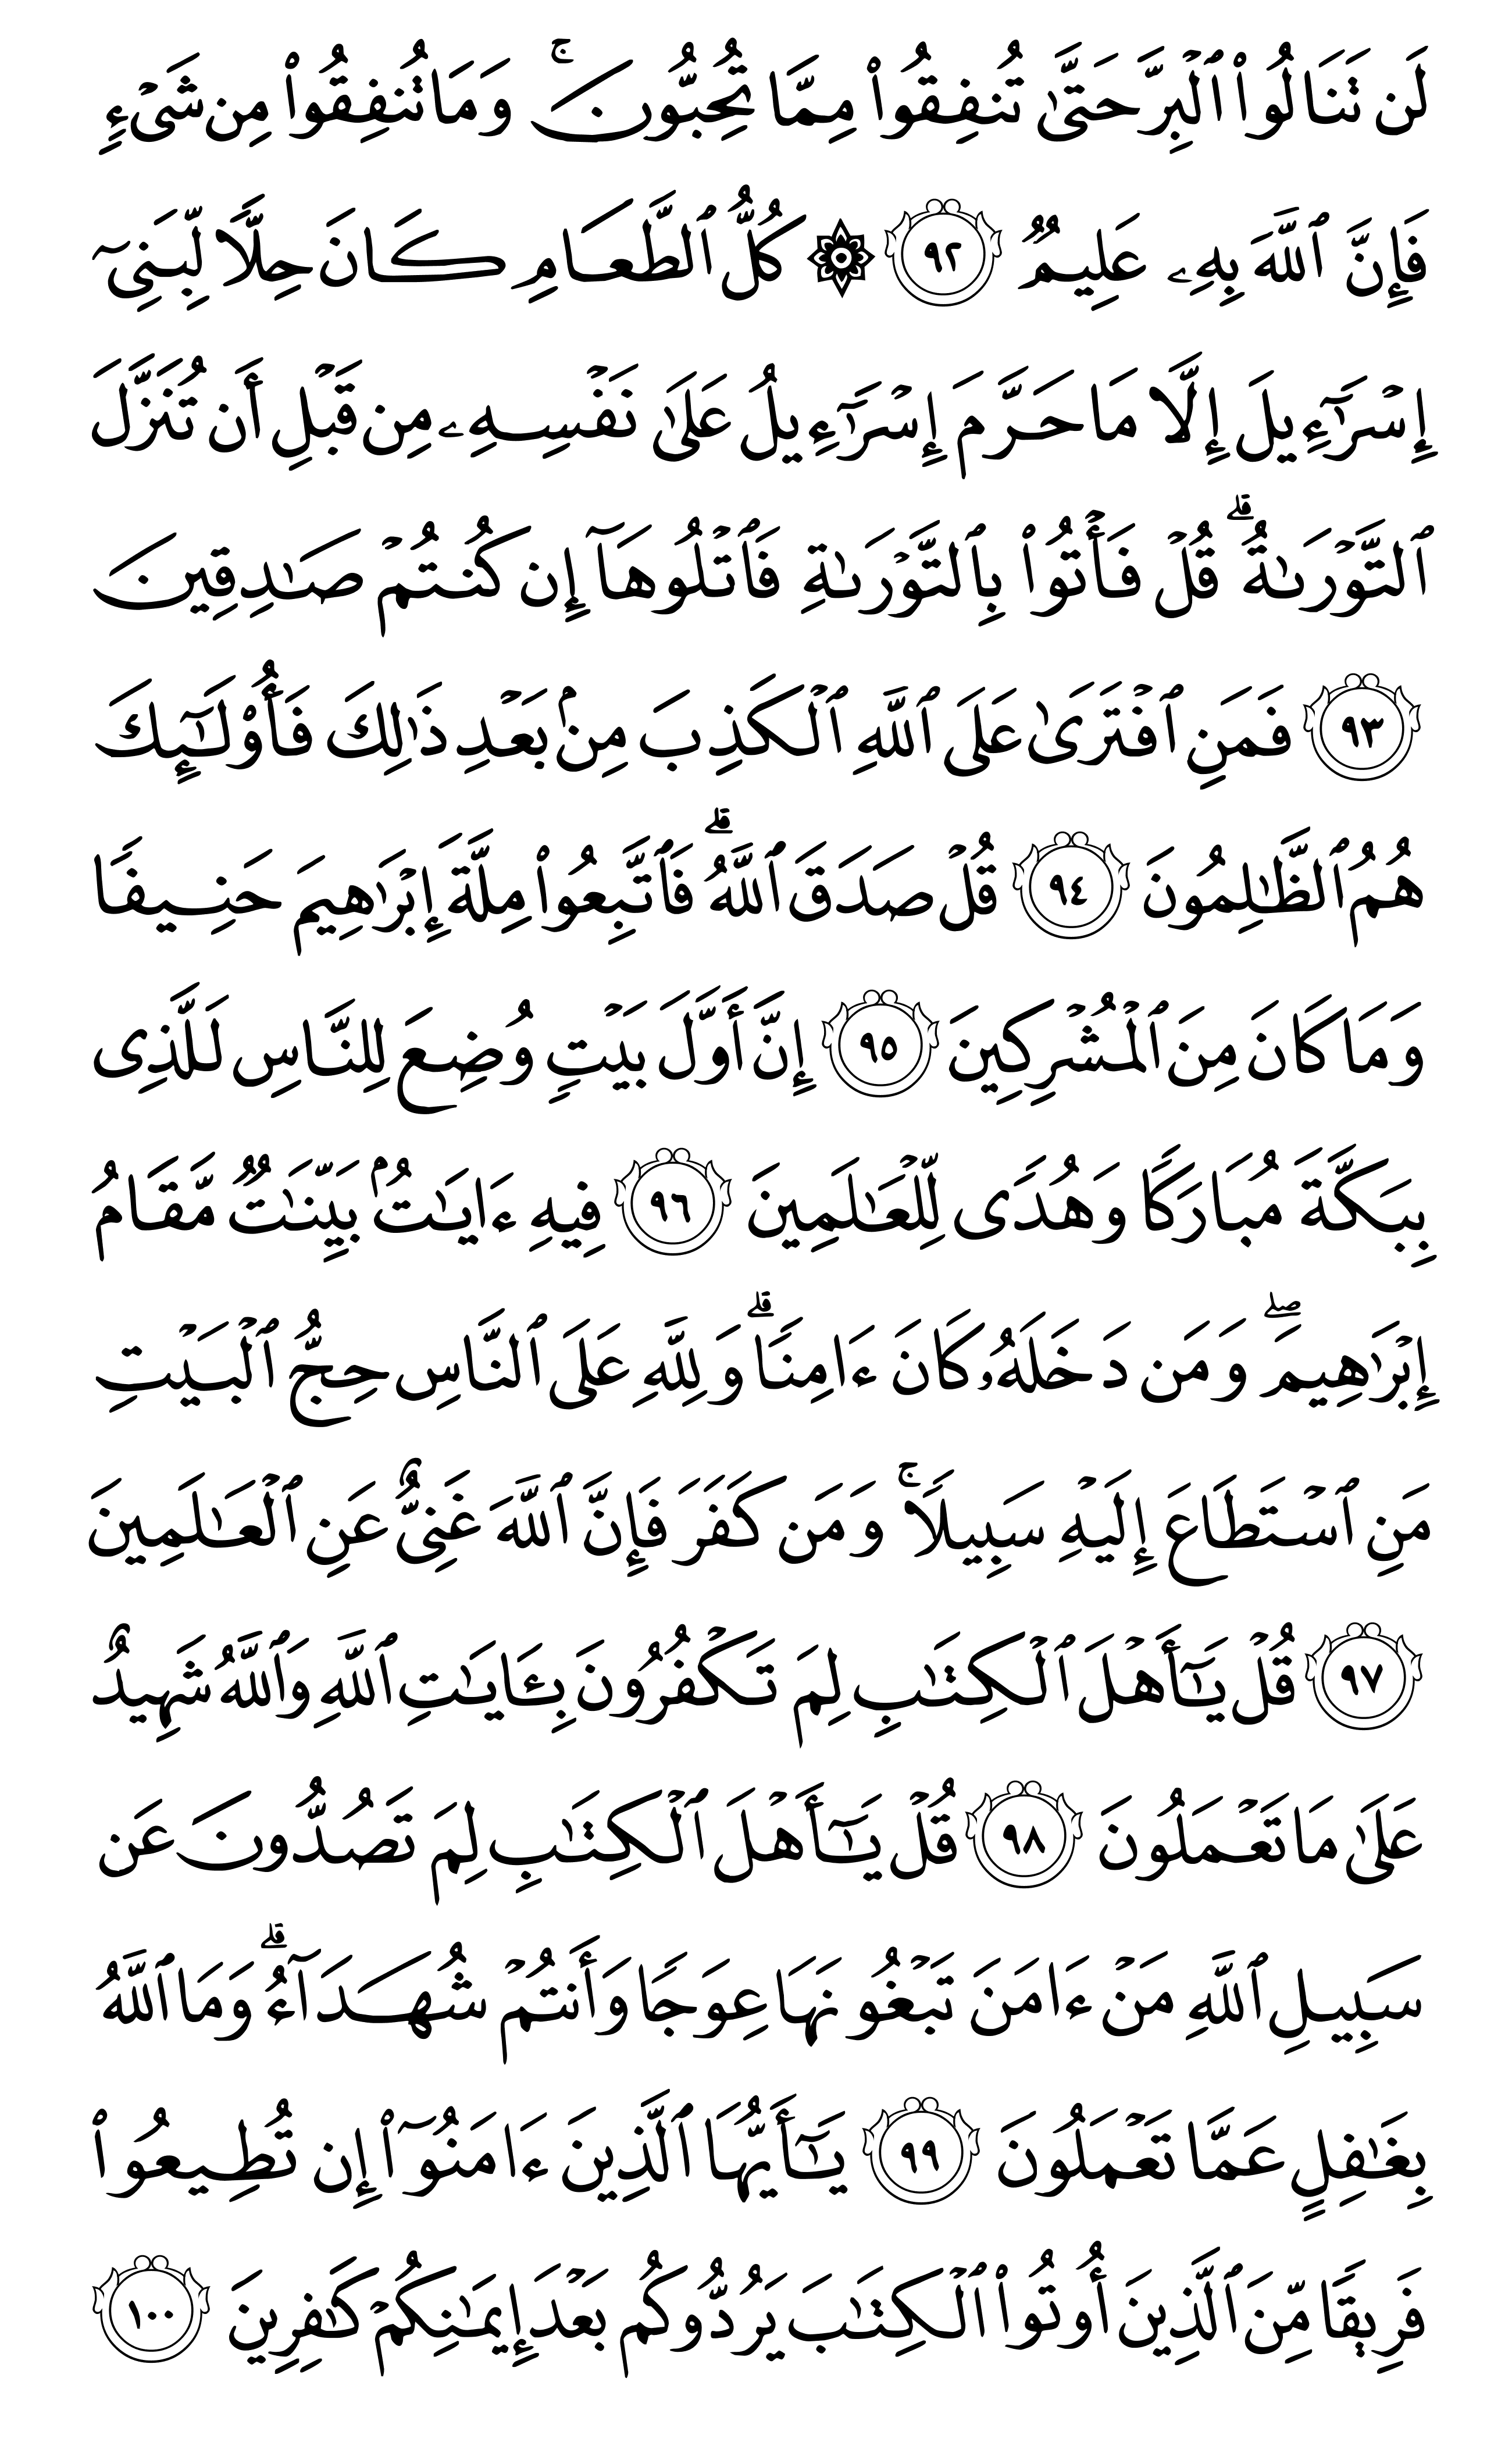 لَن تَنَالُوا۟ ٱلْبِرَّ حَتَّىٰ تُنفِقُوا۟ مِمَّا تُحِبُّونَ ۚ وَمَا تُنفِقُوا۟ مِن شَىْءٍ
فَإِنَّ ٱللَّهَ بِهِۦ عَلِيمٌ ٩٢ ۞ كُلُّ ٱلطَّعَامِ كَانَ حِلًّا لِّبَنِىٓ
إِسْرَٰٓءِيلَ إِلَّا مَا حَرَّمَ إِسْرَٰٓءِيلُ عَلَىٰ نَفْسِهِۦ مِن قَبْلِ أَن تُنَزَّلَ
ٱلتَّوْرَىٰةُ ۗ قُلْ فَأْتُوا۟ بِٱلتَّوْرَىٰةِ فَٱتْلُوهَآ إِن كُنتُمْ صَـٰدِقِينَ
٩٣ فَمَنِ ٱفْتَرَىٰ عَلَى ٱللَّهِ ٱلْكَذِبَ مِنۢ بَعْدِ ذَٰلِكَ فَأُو۟لَـٰٓئِكَ
هُمُ ٱلظَّـٰلِمُونَ ٩٤ قُلْ صَدَقَ ٱللَّهُ ۗ فَٱتَّبِعُوا۟ مِلَّةَ إِبْرَٰهِيمَ حَنِيفًا
وَمَا كَانَ مِنَ ٱلْمُشْرِكِينَ ٩٥ إِنَّ أَوَّلَ بَيْتٍ وُضِعَ لِلنَّاسِ لَلَّذِى
بِبَكَّةَ مُبَارَكًا وَهُدًى لِّلْعَـٰلَمِينَ ٩٦ فِيهِ ءَايَـٰتٌۢ بَيِّنَـٰتٌ مَّقَامُ
إِبْرَٰهِيمَ ۖ وَمَن دَخَلَهُۥ كَانَ ءَامِنًا ۗ وَلِلَّهِ عَلَى ٱلنَّاسِ حِجُّ ٱلْبَيْتِ
مَنِ ٱسْتَطَاعَ إِلَيْهِ سَبِيلًا ۚ وَمَن كَفَرَ فَإِنَّ ٱللَّهَ غَنِىٌّ عَنِ ٱلْعَـٰلَمِينَ
٩٧ قُلْ يَـٰٓأَهْلَ ٱلْكِتَـٰبِ لِمَ تَكْفُرُونَ بِـَٔايَـٰتِ ٱللَّهِ وَٱللَّهُ شَهِيدٌ
عَلَىٰ مَا تَعْمَلُونَ ٩٨ قُلْ يَـٰٓأَهْلَ ٱلْكِتَـٰبِ لِمَ تَصُدُّونَ عَن
سَبِيلِ ٱللَّهِ مَنْ ءَامَنَ تَبْغُونَهَا عِوَجًا وَأَنتُمْ شُهَدَآءُ ۗ وَمَا ٱللَّهُ
بِغَـٰفِلٍ عَمَّا تَعْمَلُونَ ٩٩ يَـٰٓأَيُّهَا ٱلَّذِينَ ءَامَنُوٓا۟ إِن تُطِيعُوا۟
فَرِيقًا مِّنَ ٱلَّذِينَ أُوتُوا۟ ٱلْكِتَـٰبَ يَرُدُّوكُم بَعْدَ إِيمَـٰنِكُمْ كَـٰفِرِينَ ١٠٠